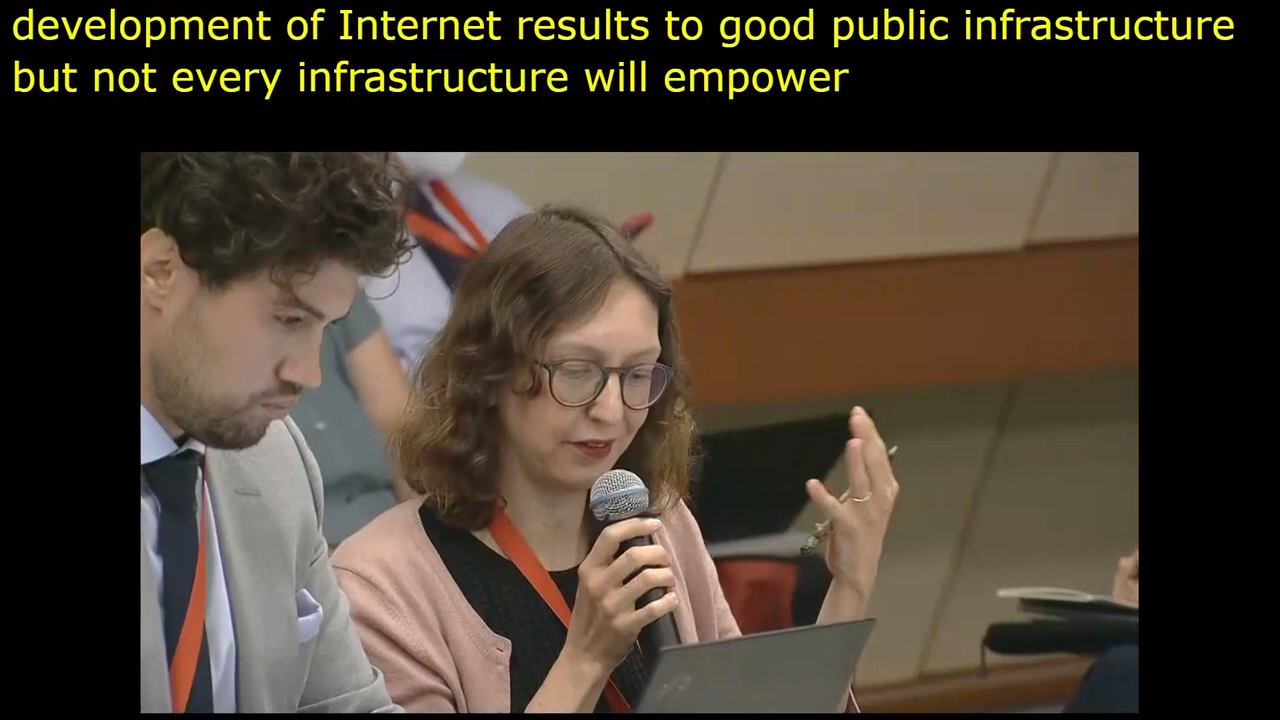 development of Internet results to good public infrastructure
but not every infrastructure will empower